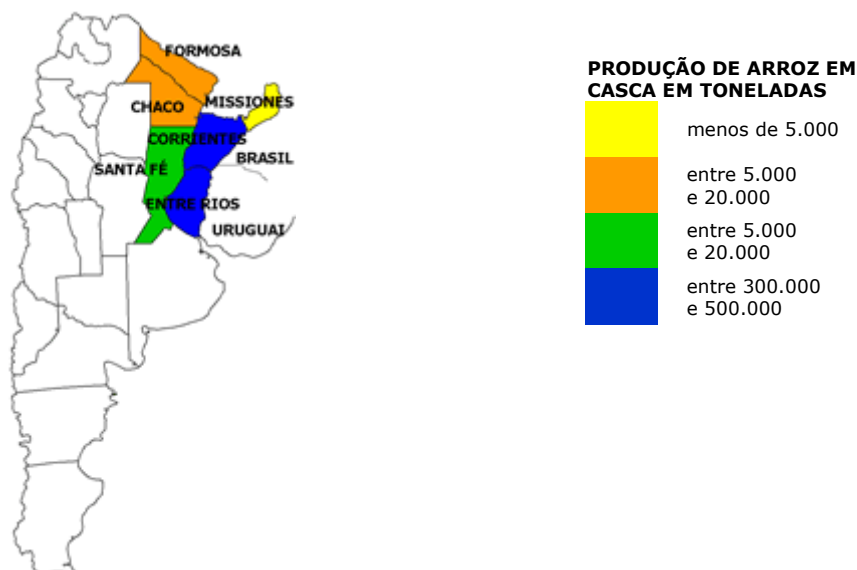 FORMOSA
CHACO
MISSIONES
CORRIENTES
BRASIL
SANTA FÉ
ENTRE RIOS
URUGUAI
PRODUÇÃO DE ARROZ EM
CASCA EM TONELADAS
menos de 5.000
entre 5.000
e 20.000
entre 5.000
e 20.000
entre 300.000
e 500.000